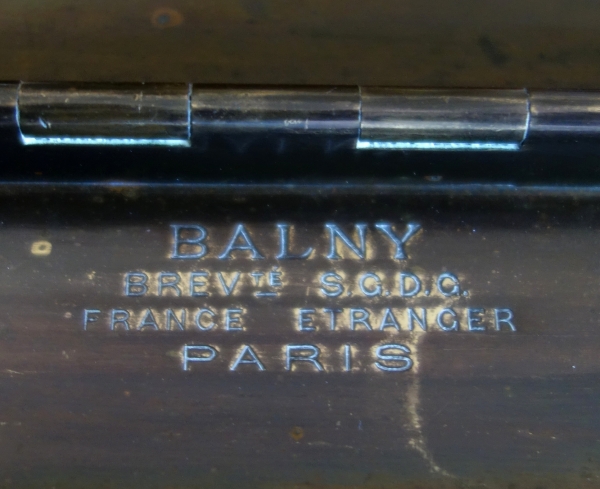 BALNY
BREVTE S.G.D.G.
FRANCE ETRANGER
PARIS